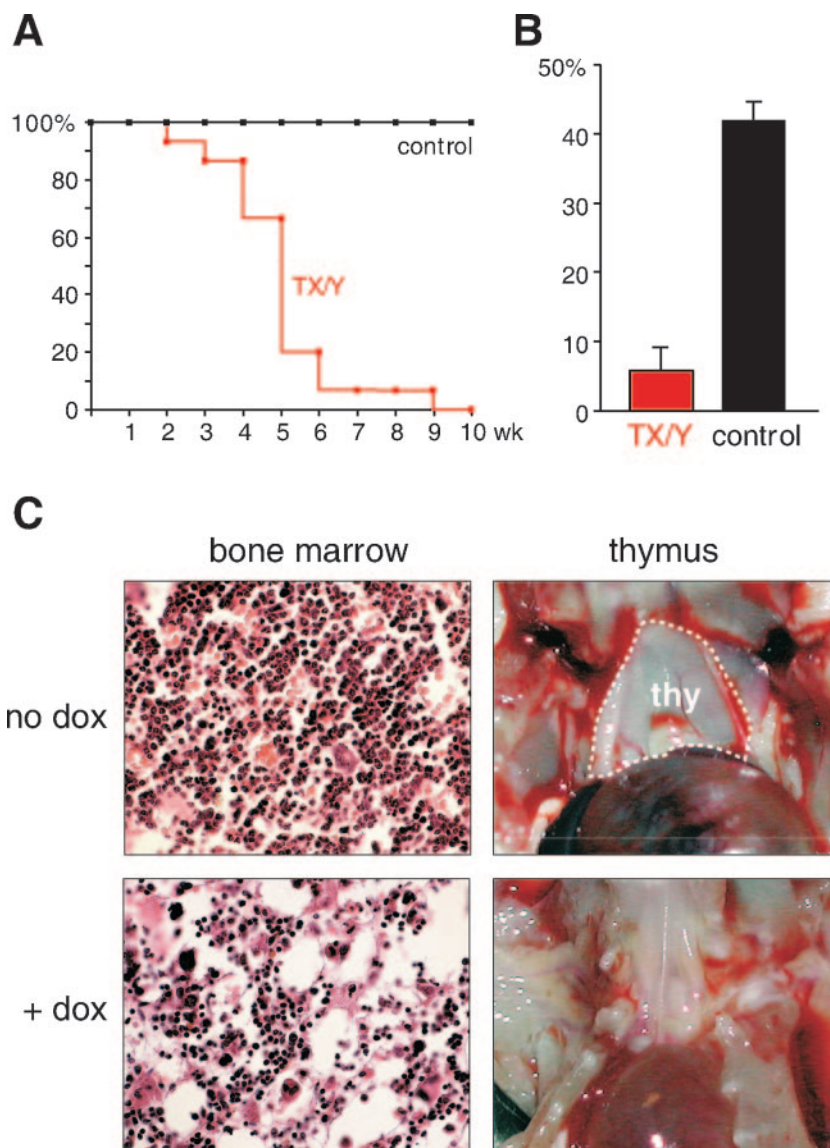 A
100%
80
60
40
20
0
control
TX/Y
1 2 3 4 5 6 7 8 9 10 wk
B
50%
40
30
20
10
0
TX/Y control
C
bone marrow thymus
no dox
thy
+ dox